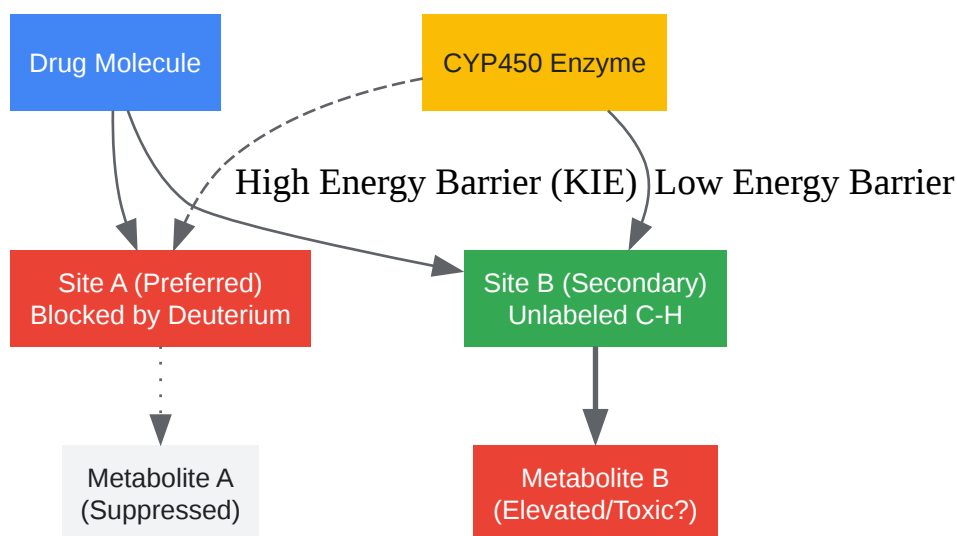 Drug Molecule
CYP450 Enzyme
High Energy Barrier (KIE)
Low Energy Barrier
Site A (Preferred)
Blocked by Deuterium
Site B (Secondary)
Unlabeled C-H
Metabolite A
(Suppressed)
Metabolite B
(Elevated/Toxic?)